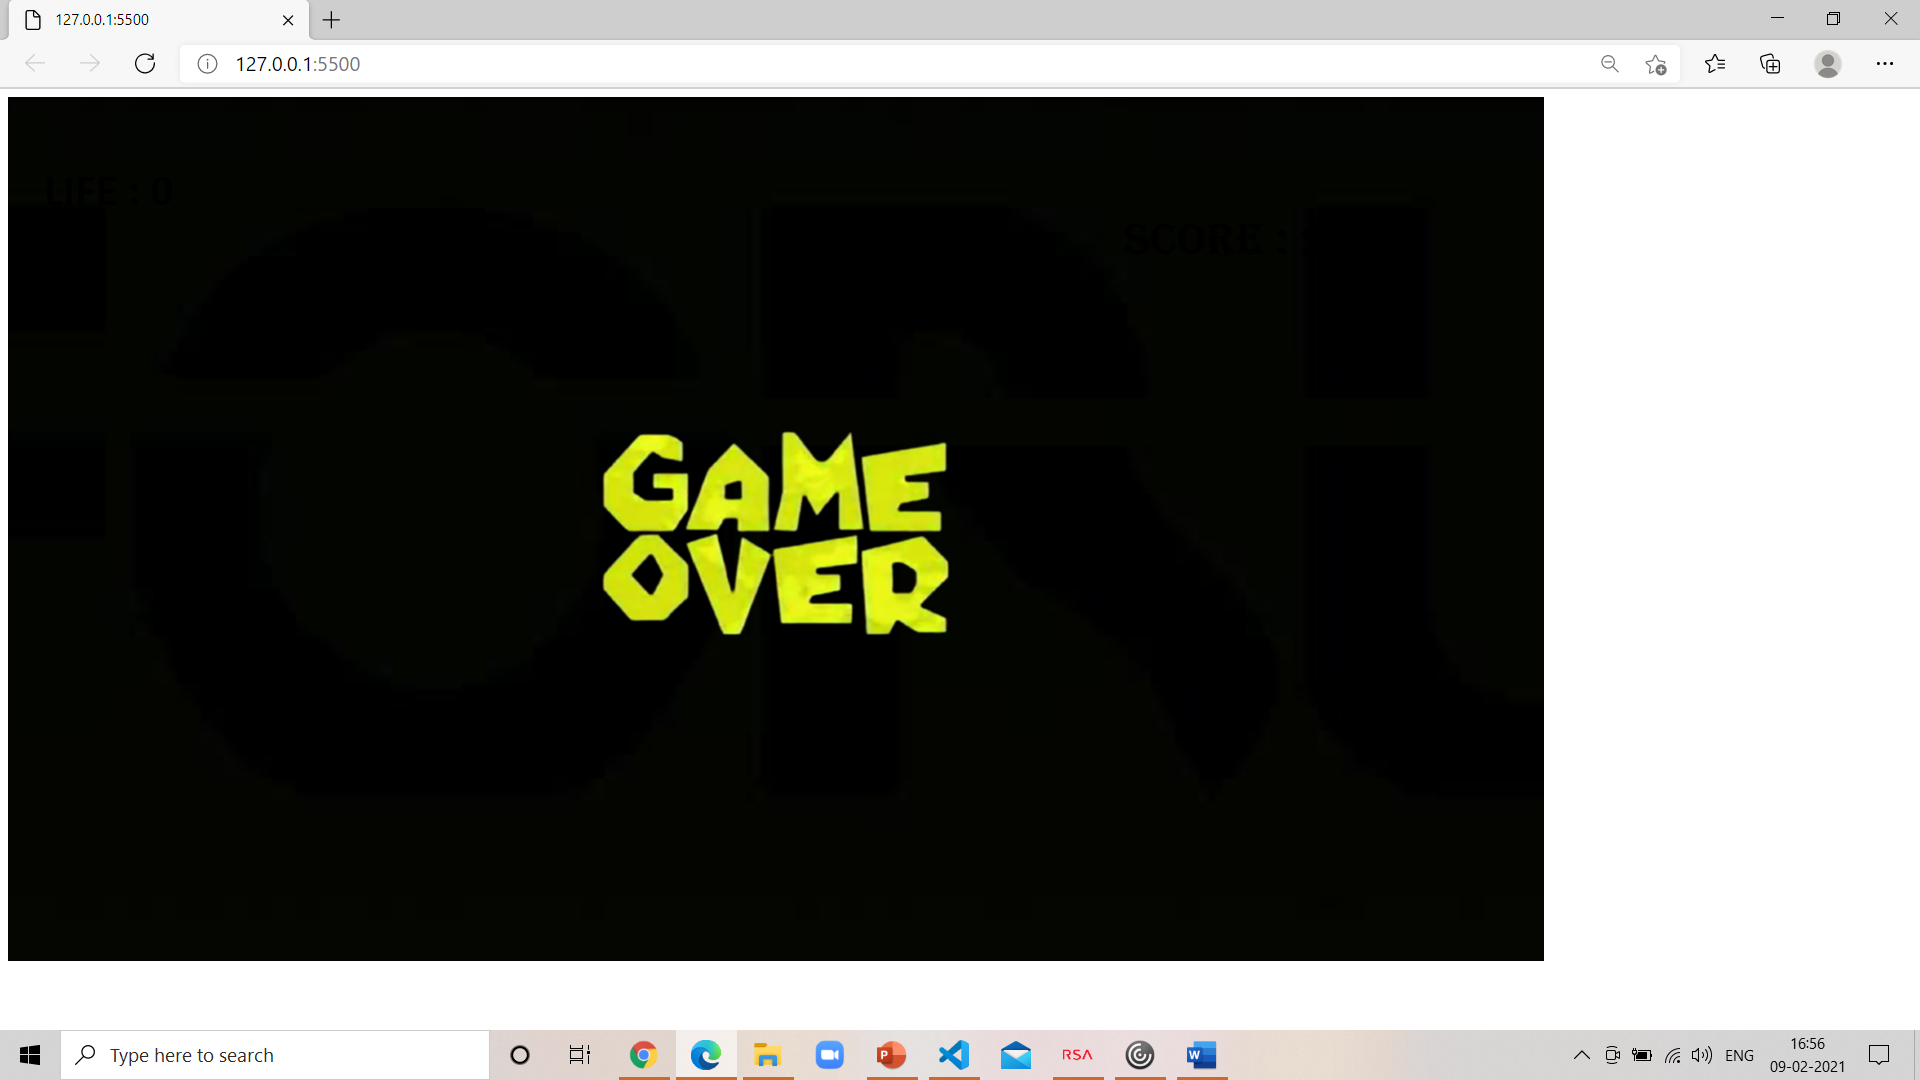 127.0.0.1:5500
127.0.0.1:5500
LIFE : 0
SCORE :
GAME
OVER
Type here to search
RSA
ENG
16:56
09-02-2021